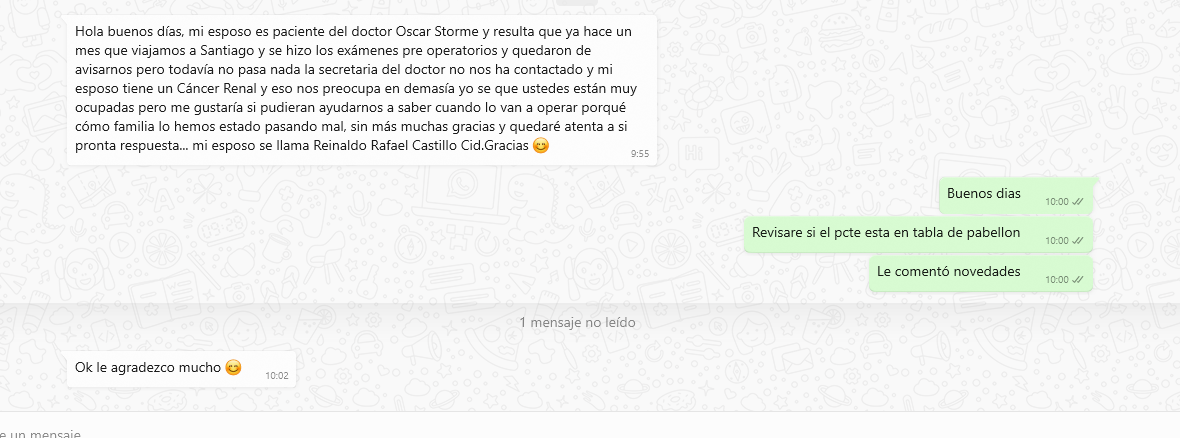 Hola buenos días, mi esposo es paciente del doctor Oscar Storme y resulta que ya hace un
mes que viajamos a Santiago y se hizo los exámenes pre operatorios y quedaron de
avisarnos pero todavía no pasa nada la secretaria del doctor no nos ha contactado y mi
esposo tiene un Cáncer Renal y eso nos preocupa en demasía yo se que ustedes están muy
ocupadas pero me gustaría si pudieran ayudarnos a saber cuando lo van a operar porqué
cómo familia lo hemos estado pasando mal, sin más muchas gracias y quedaré atenta a si
pronta respuesta... mi esposo se llama Reinaldo Rafael Castillo Cid.Gracias 😊
9:55
Buenos dias 10:00
Revisare si el pcte esta en tabla de pabellon 10:00
Le comentó novedades 10:00
1 mensaje no leído
Ok le agradezco mucho 😊 10:02
e un mensaje